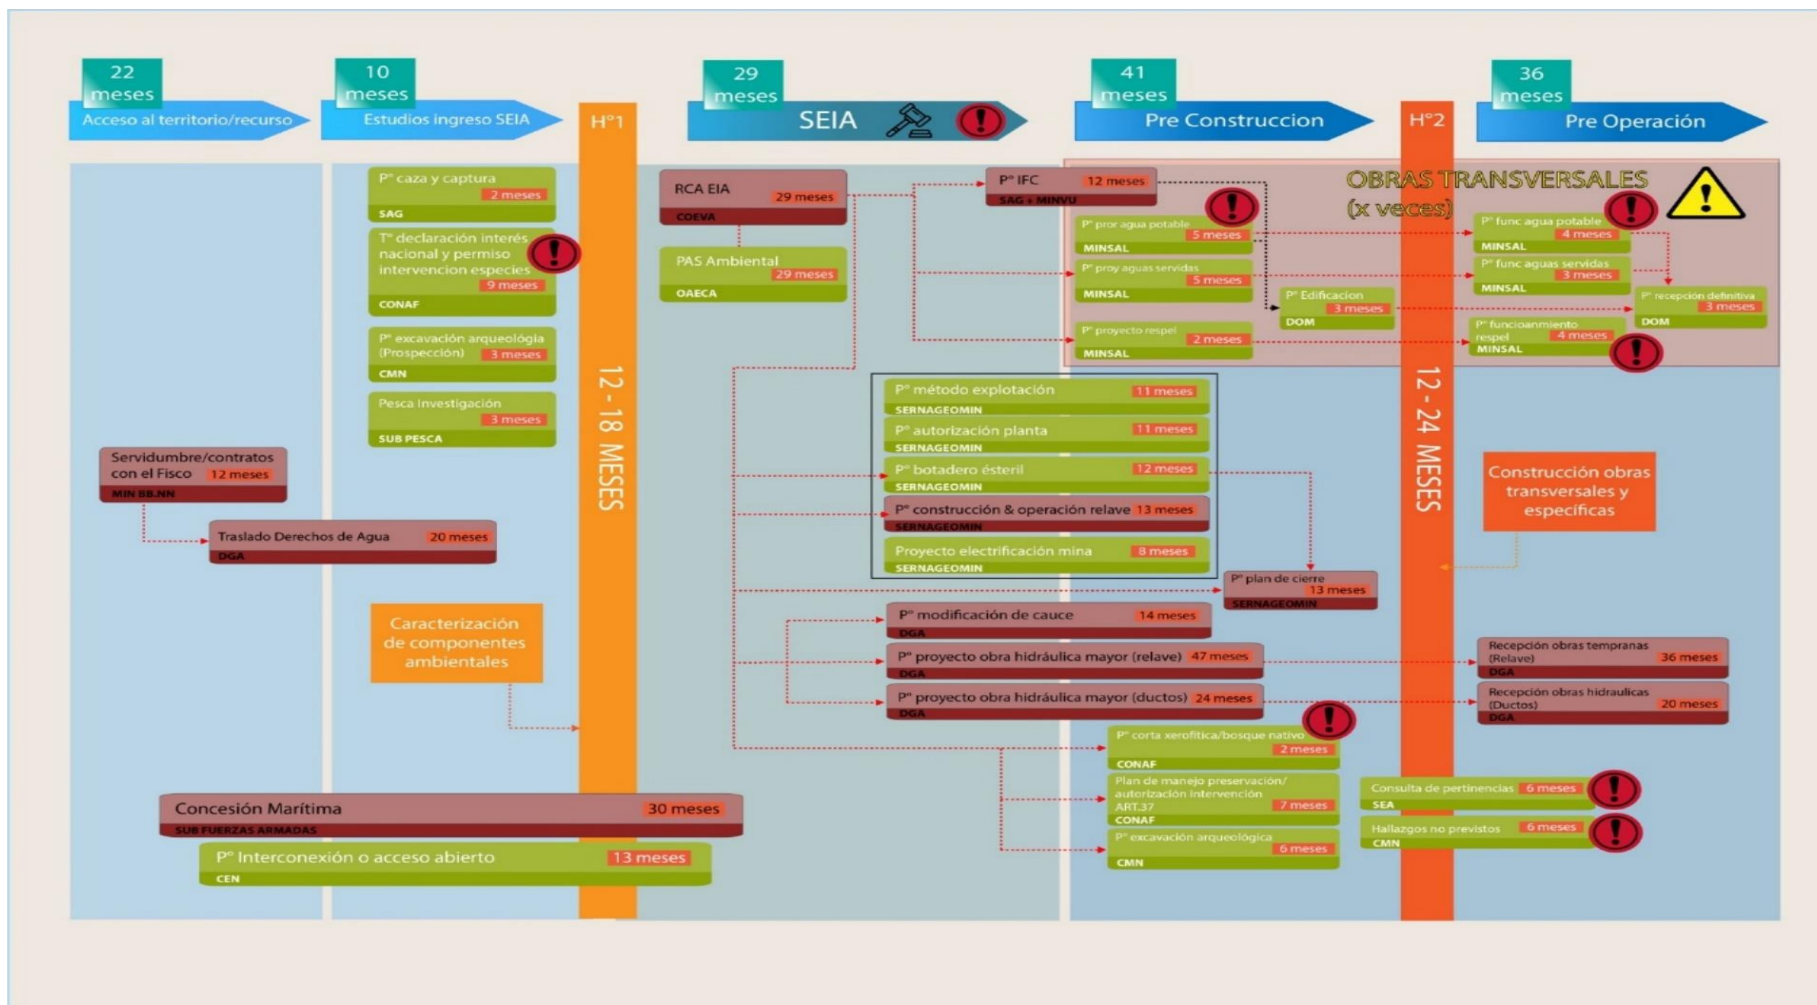 22
meses
Acceso al territorio/recurso
10
meses
Estudios ingreso SEIA
H°1
29
meses
SEIA
41
meses
Pre Construccion
H°2
36
meses
Pre Operación
P° caza y captura
2 meses
SAG
T° declaración interés
nacional y permiso
intervencion especies
9 meses
CONAF
P° excavación arqueológia
(Prospección)
3 meses
CMN
Pesca Investigación
3 meses
SUB PESCA
Servidumbre/contratos
con el Fisco
12 meses
MIN BB.NN
Traslado Derechos de Agua
20 meses
DGA
Caracterización
de componentes
ambientales
12 - 18 MESES
Concesión Marítima
30 meses
SUB FUERZAS ARMADAS
P° Interconexión o acceso abierto
13 meses
CEN
RCA EIA
29 meses
COEVA
PAS Ambiental
29 meses
OAECA
P° IFC
12 meses
SAG + MINVU
OBRAS TRANSVERSALES
(x veces)
P° pror agua potable
5 meses
MINSAL
P° proy aguas servidas
5 meses
MINSAL
P° proyecto respel
2 meses
MINSAL
P° Edificacion
3 meses
DOM
P° func agua potable
4 meses
MINSAL
P° func aguas servidas
3 meses
MINSAL
P° recepción definitiva
3 meses
DOM
P° funcioanmiento
respel
4 meses
MINSAL
P° método explotación
11 meses
SERNAGEOMIN
P° autorización planta
11 meses
SERNAGEOMIN
P° botadero ésteril
12 meses
SERNAGEOMIN
P° construcción & operación relave
13 meses
SERNAGEOMIN
Proyecto electrificación mina
8 meses
SERNAGEOMIN
P° plan de cierre
13 meses
SERNAGEOMIN
P° modificación de cauce
14 meses
DGA
P° proyecto obra hidráulica mayor (relave)
47 meses
DGA
P° proyecto obra hidráulica mayor (ductos)
24 meses
DGA
P° corta xerofítica/bosque nativo
2 meses
CONAF
Plan de manejo preservación/
autorización Intervención
ART.37
7 meses
CONAF
P° excavación arqueológica
6 meses
CMN
12 - 24 MESES
Construcción obras
transversales y
específicas
Recepción obras tempranas
(Relave)
36 meses
DGA
Recepción obras hidraulicas
(Ductos)
20 meses
DGA
Consulta de pertinencias
6 meses
SEA
Hallazgos no previstos
6 meses
CMN